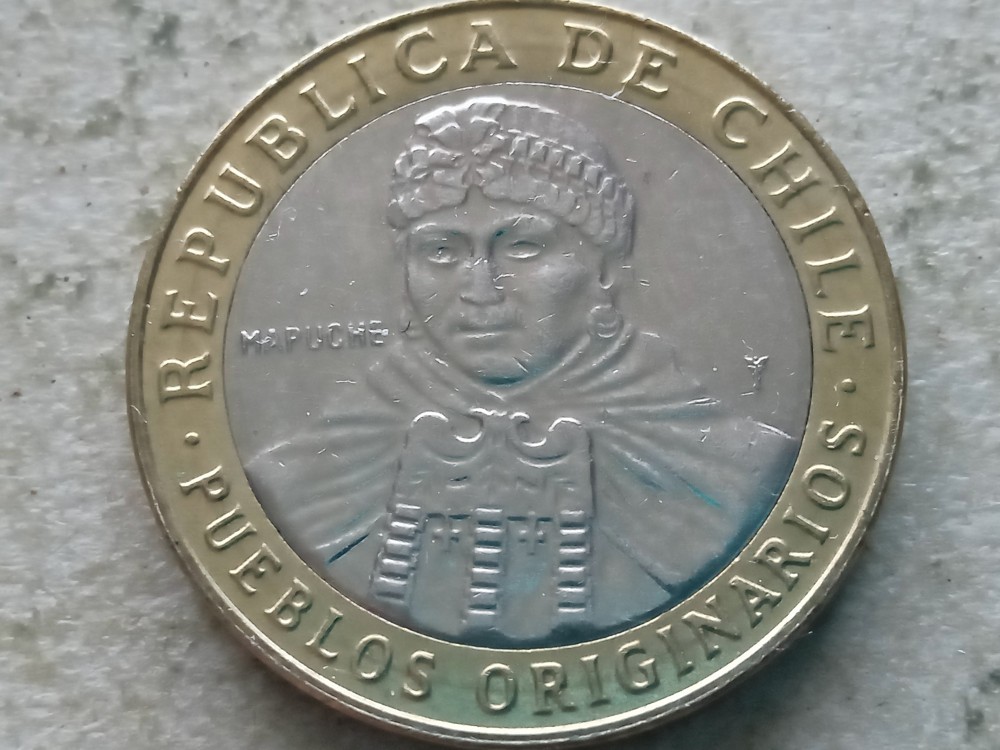 REPUBLICA DE CHILE
MAPUCHE
PUEBLOS ORIGINARIOS